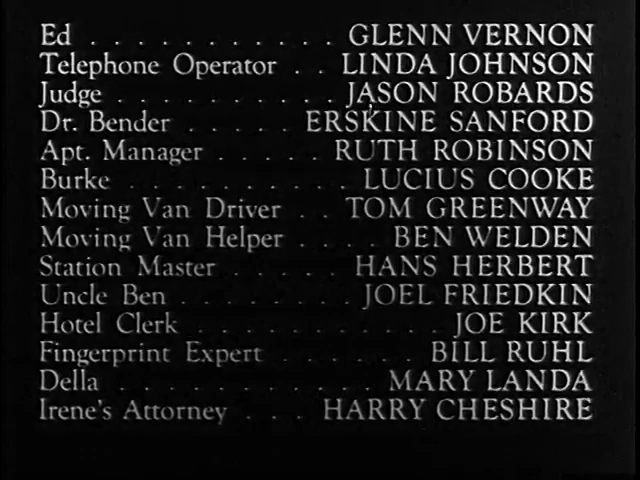 Ed . . . . . . . . . . . GLENN VERNON
Telephone Operator . . LINDA JOHNSON
Judge . . . . . . . . . . JASON ROBARDS
Dr. Bender . . . . . ERSKINE SANFORD
Apt. Manager . . . . . RUTH ROBINSON
Burke . . . . . . . . . . LUCIUS COOKE
Moving Van Driver . . TOM GREENWAY
Moving Van Helper . . . . BEN WELDEN
Station Master . . . . . HANS HERBERT
Uncle Ben . . . . . . . . JOEL FRIEDKIN
Hotel Clerk . . . . . . . . . . . JOE KIRK
Fingerprint Expert . . . . . . BILL RUHL
Della . . . . . . . . . . . MARY LANDA
Irene's Attorney . . . HARRY CHESHIRE